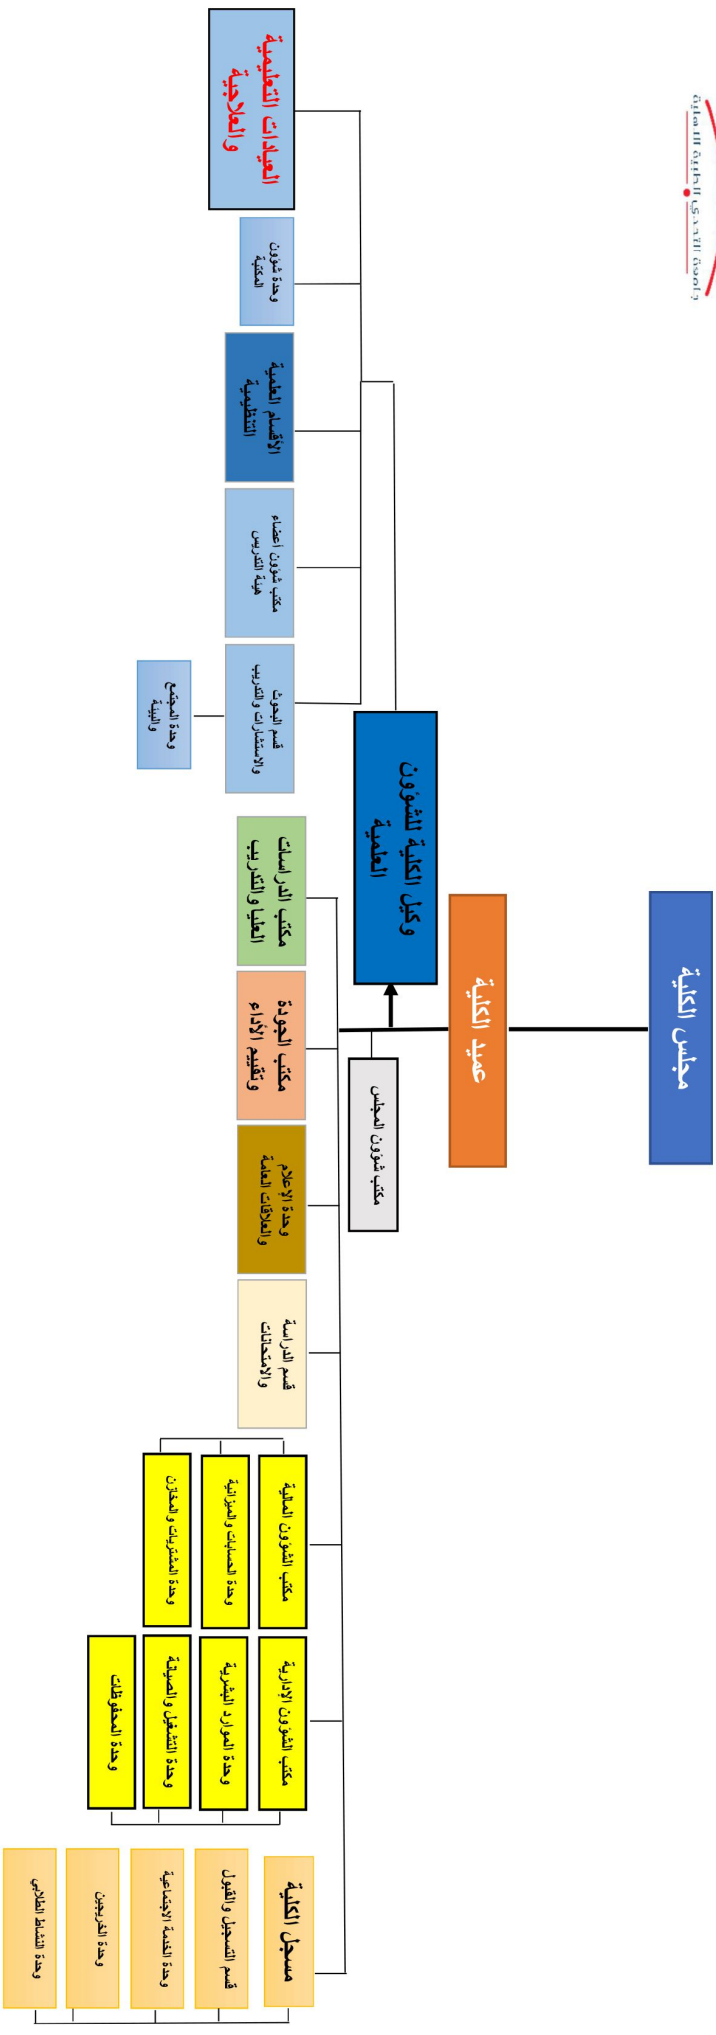 جامعة التحدي الطبية الاهلية
مجلس الكلية
عميد الكلية
وكيل الكلية للشؤون
العلمية
مكتب شؤون المجلس
العيادات التعليمية
والعلاجية
وحدة شؤون
المكتبة
الأقسام العلمية
التنظيمية
مكتب شؤون أعضاء
هيئة التدريس
قسم البحوث
والاستشارات والتدريب
وحدة المجتمع
والبيئة
مكتب الدراسات
العليا والتدريب
مكتب الجودة
وتقييم الأداء
وحدة الإعلام
والعلاقات العامة
قسم الدراسة
والامتحانات
مكتب الشؤون المالية
وحدة الحسابات والميزانية
وحدة المشتريات والمخازن
مكتب الشؤون الإدارية
وحدة الموارد البشرية
وحدة التشغيل والصيانة
وحدة المحفوظات
مسجل الكلية
قسم التسجيل والقبول
وحدة الخدمة الاجتماعية
وحدة الخريجين
وحدة النشاط الطلابي